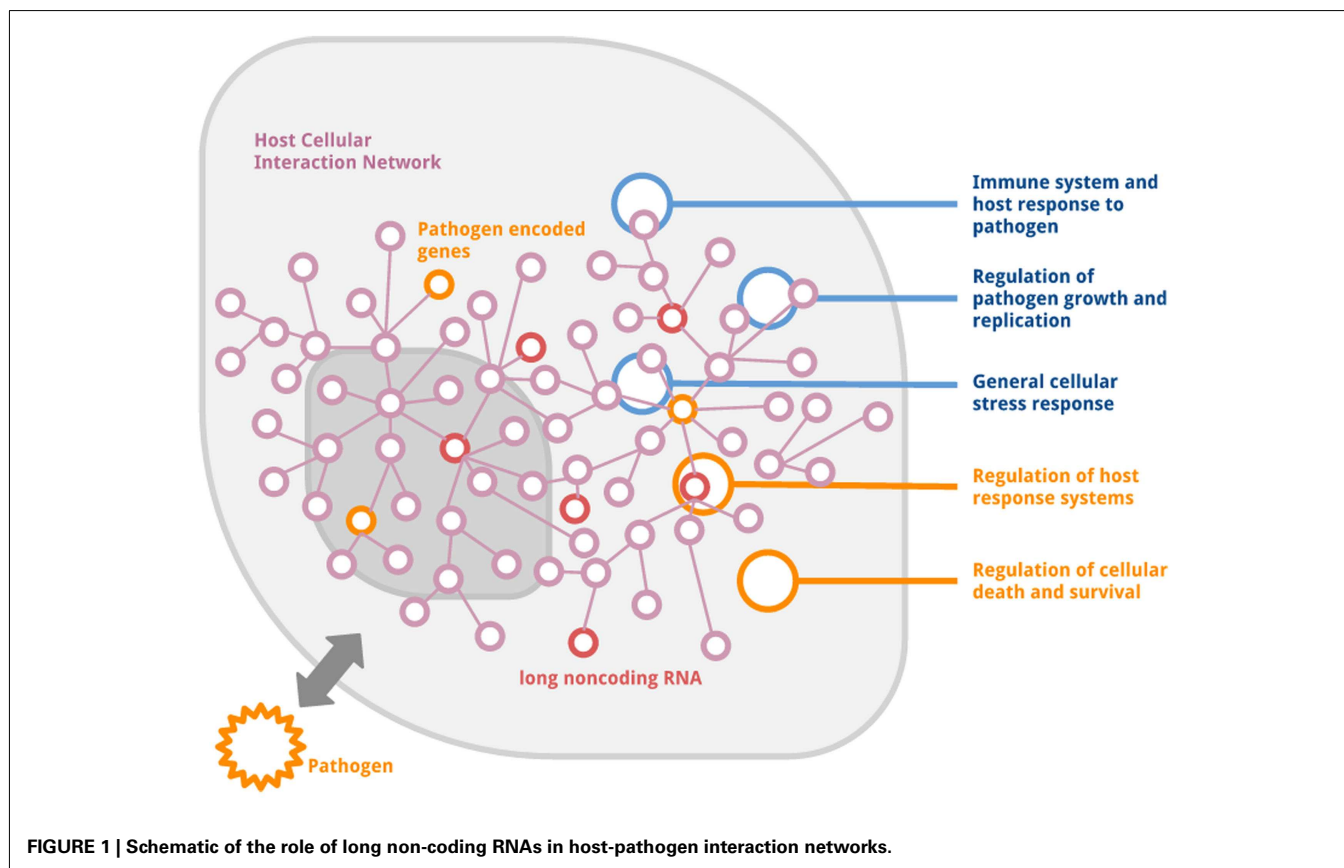 Host Cellular
Interaction Network
Pathogen encoded
genes
Immune system and
host response to
pathogen
Regulation of
pathogen growth and
replication
General cellular
stress response
Regulation of host
response systems
Regulation of cellular
death and survival
long noncoding RNA
Pathogen
FIGURE 1 | Schematic of the role of long non-coding RNAs in host-pathogen interaction networks.